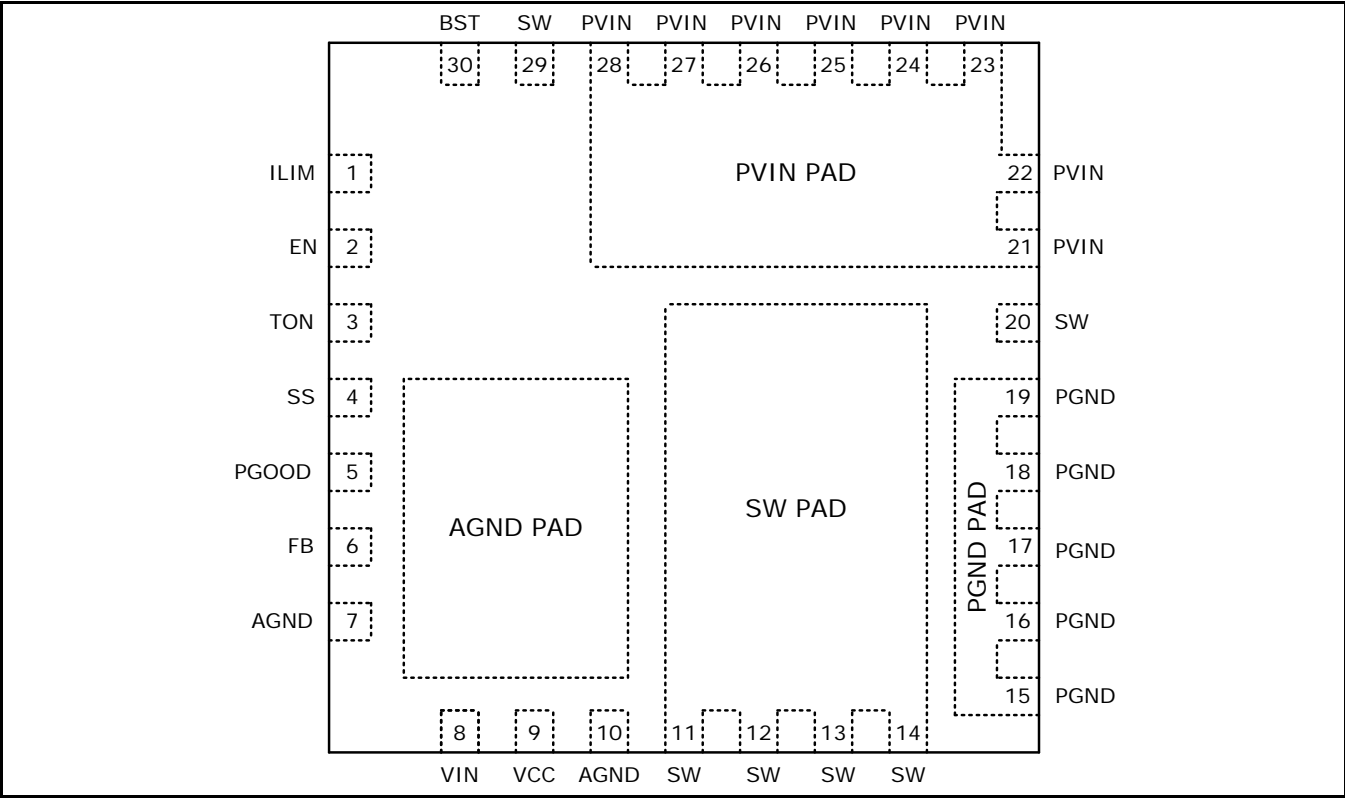 BST SW PVIN PVIN PVIN PVIN PVIN PVIN
30 29 28 27 26 25 24 23
ILIM 1 PVIN PAD 22 PVIN
EN 2 21 PVIN
TON 3 20 SW
SS 4 19 PGND
PGOOD 5 18 PGND
SW PAD
AGND PAD
PGND PAD
FB 6 17 PGND
AGND 7 16 PGND
15 PGND
8 9 10 11 12 13 14
VIN VCC AGND SW SW SW SW